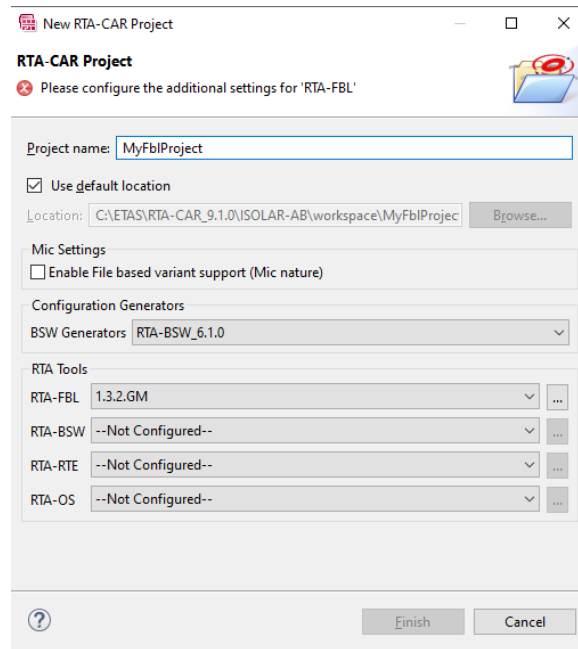 New RTA-CAR Project
RTA-CAR Project
Please configure the additional settings for 'RTA-FBL'
Project name: MyFblProject
Use default location
Location: C:\ETAS\RTA-CAR_9.1.0\ISOLAR-AB\workspace\MyFblProjec Browse...
Mic Settings
Enable File based variant support (Mic nature)
Configuration Generators
BSW Generators RTA-BSW_6.1.0
RTA Tools
RTA-FBL 1.3.2.GM ...
RTA-BSW --Not Configured-- ...
RTA-RTE --Not Configured-- ...
RTA-OS --Not Configured-- ...
? Finish Cancel